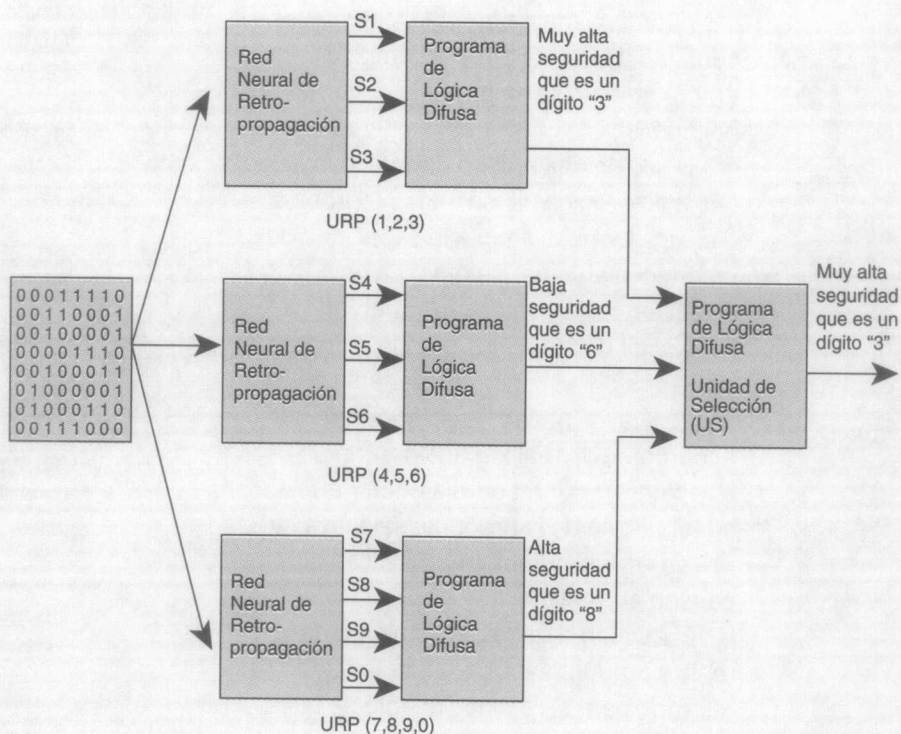 S1
S2
S3
Red
Neural de
Retro-
propagación
Programa
de
Lógica
Difusa
Muy alta
seguridad
que es un
dígito "3"
URP (1,2,3)
00011110
00110001
00100001
00001110
00100011
01000001
01000110
00111000
S4
S5
S6
Red
Neural de
Retro-
propagación
Programa
de
Lógica
Difusa
Baja
seguridad
que es un
dígito "6"
URP (4,5,6)
Programa
de Lógica
Difusa
Unidad de
Selección
(US)
Muy alta
seguridad
que es un
dígito "3"
S7
S8
S9
S0
Red
Neural de
Retro-
propagación
Programa
de
Lógica
Difusa
Alta
seguridad
que es un
dígito "8"
URP (7,8,9,0)